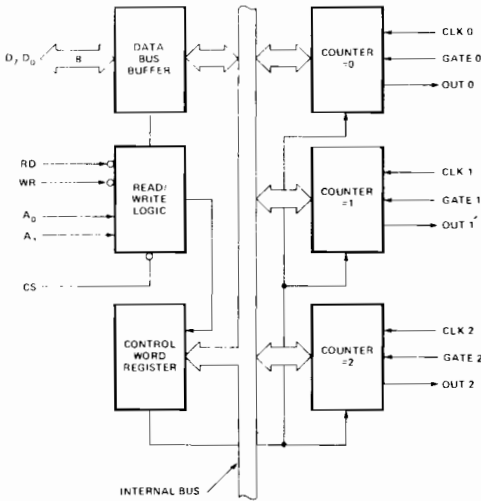 D7 D0
8
DATA
BUS
BUFFER
COUNTER
=0
CLK 0
GATE 0
OUT 0
RD
WR
A0
A1
CS
READ/
WRITE
LOGIC
COUNTER
=1
CLK 1
GATE 1
OUT 1
CONTROL
WORD
REGISTER
COUNTER
=2
CLK 2
GATE 2
OUT 2
INTERNAL BUS